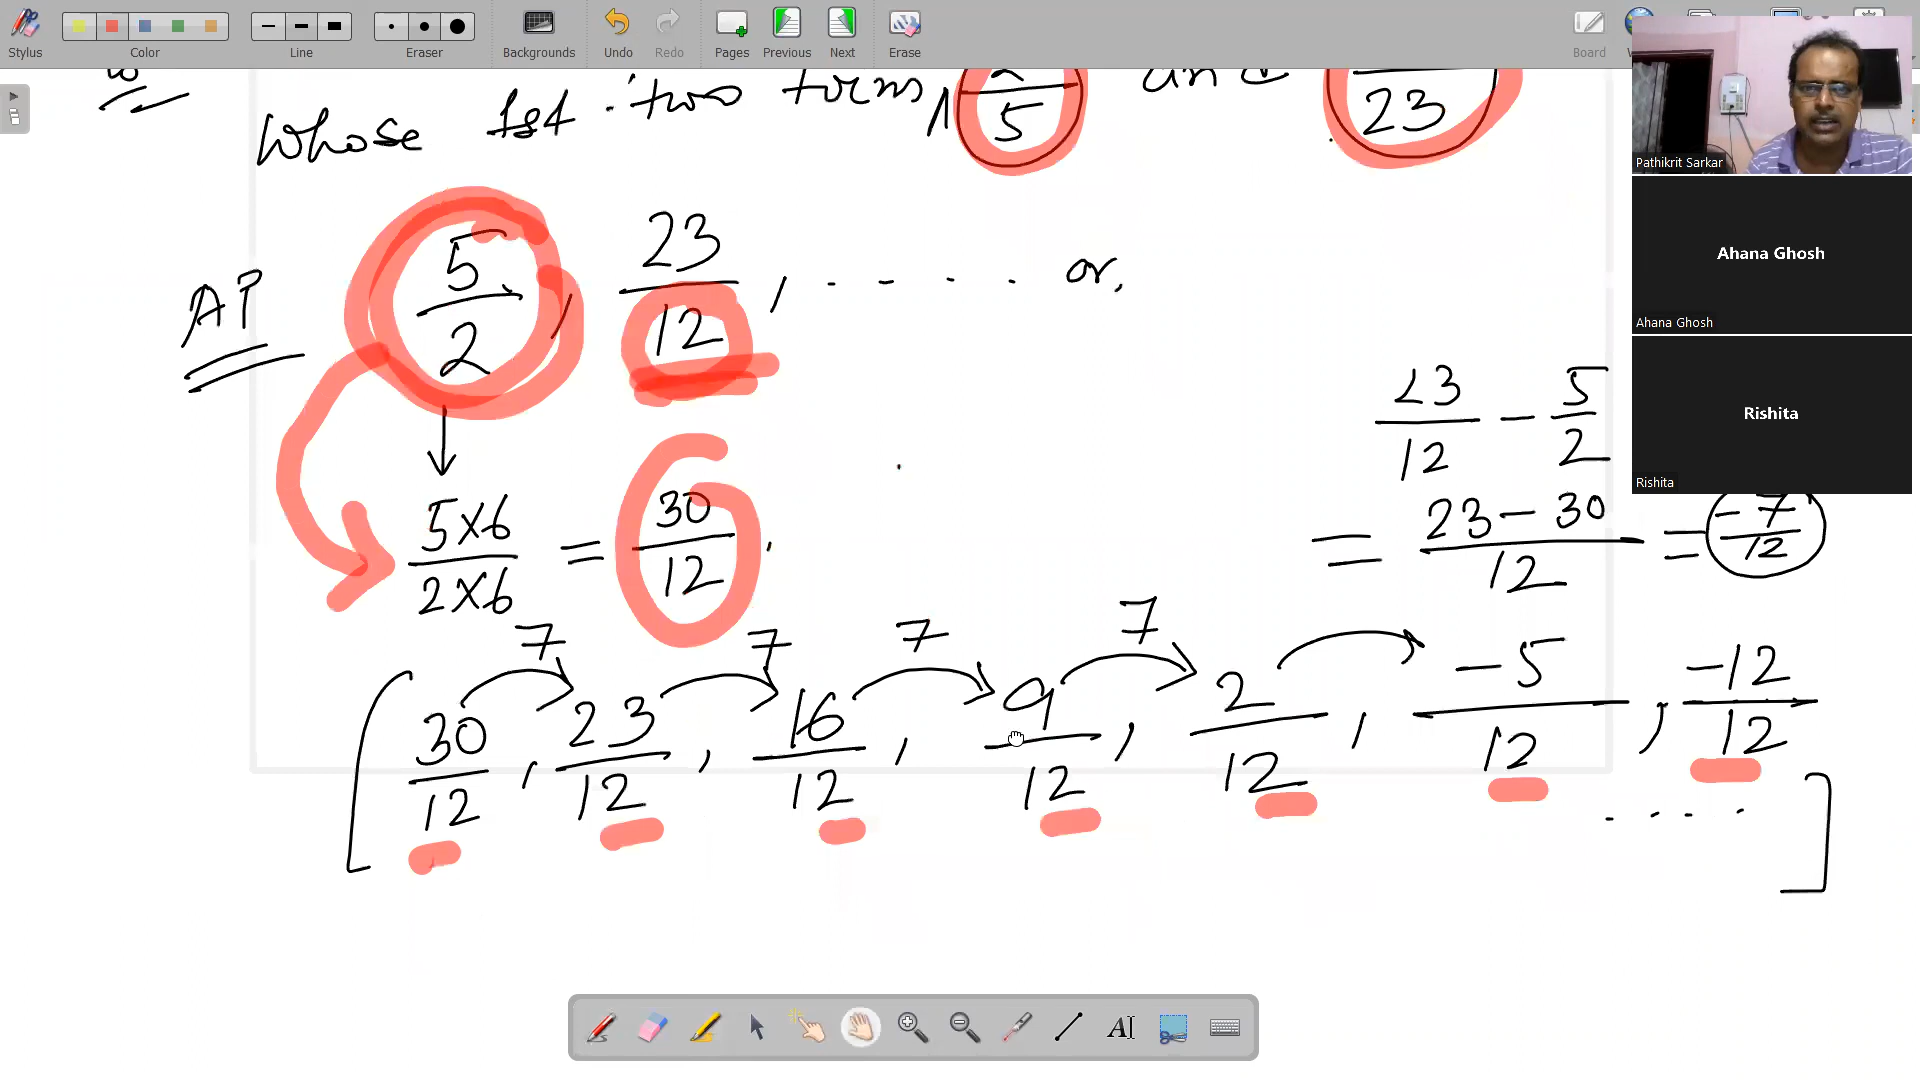 Stylus Color Line Eraser Backgrounds Undo Redo Pages Previous Next Erase Board
whose 1st two terms 2/5 and 23
Pathikrit Sarkar
AP 5/2, 23/12, ..... or,
Ahana Ghosh
Ahana Ghosh
23/12 - 5/2
Rishita
Rishita
5×6/2×6 = 30/12 .
= 23-30/12 = -7/12
7 7 7 7
[30/12, 23/12, 16/12, 9/12, 2/12, -5/12, -12/12 ....]